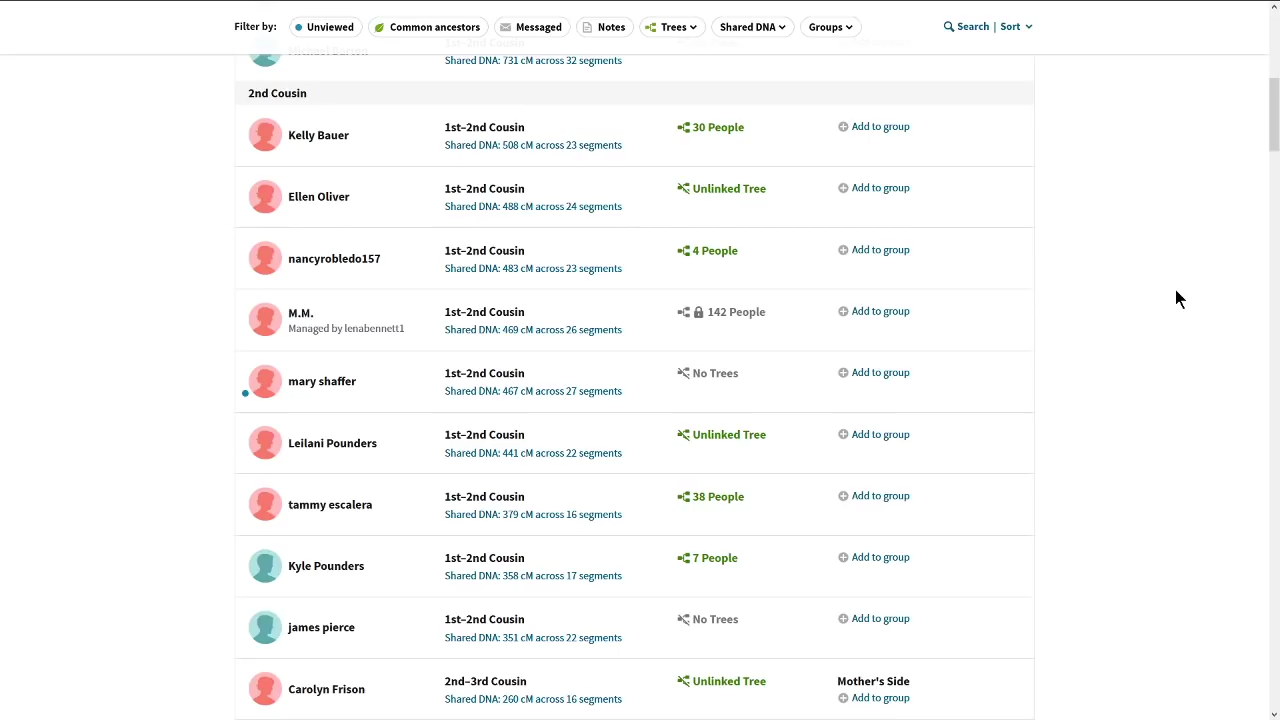 Filter by: Unviewed Common ancestors Messaged Notes Trees Shared DNA Groups Search | Sort
Shared DNA: 731 cM across 32 segments
2nd Cousin
Kelly Bauer 1st–2nd Cousin 30 People Add to group
Shared DNA: 508 cM across 23 segments
Ellen Oliver 1st–2nd Cousin Unlinked Tree Add to group
Shared DNA: 488 cM across 24 segments
nancyrobledo157 1st–2nd Cousin 4 People Add to group
Shared DNA: 483 cM across 23 segments
M.M. 1st–2nd Cousin 142 People Add to group
Managed by lenabennett1 Shared DNA: 469 cM across 26 segments
mary shaffer 1st–2nd Cousin No Trees Add to group
Shared DNA: 467 cM across 27 segments
Leilani Pounders 1st–2nd Cousin Unlinked Tree Add to group
Shared DNA: 441 cM across 22 segments
tammy escalera 1st–2nd Cousin 38 People Add to group
Shared DNA: 379 cM across 16 segments
Kyle Pounders 1st–2nd Cousin 7 People Add to group
Shared DNA: 358 cM across 17 segments
james pierce 1st–2nd Cousin No Trees Add to group
Shared DNA: 351 cM across 22 segments
Carolyn Frison 2nd–3rd Cousin Unlinked Tree Mother's Side
Shared DNA: 260 cM across 16 segments Add to group